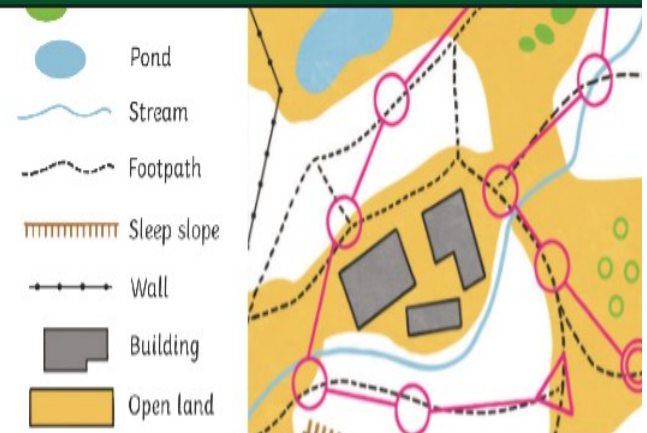 Pond
Stream
Footpath
Sleep slope
Wall
Building
Open land